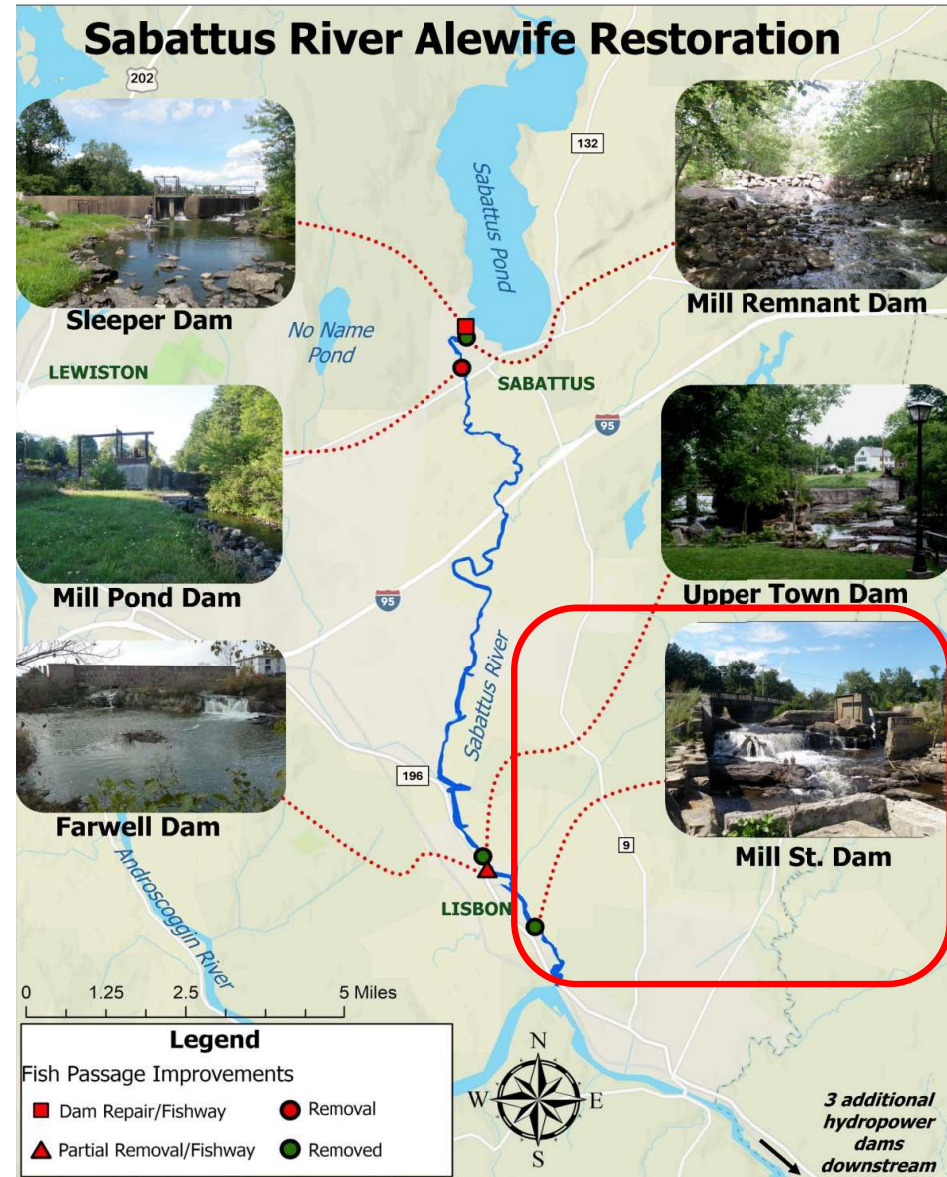 Sabattus River Alewife Restoration
202
132
Sabattus Pond
Sleeper Dam
Mill Remnant Dam
No Name
Pond
LEWISTON
SABATTUS
95
Mill Pond Dam
Upper Town Dam
95
Sabattus River
196
Farwell Dam
9
Mill St. Dam
Androscoggin River
LISBON
0 1.25 2.5 5 Miles
Legend
Fish Passage Improvements
Dam Repair/Fishway
Removal
Partial Removal/Fishway
Removed
N
W E
S
3 additional
hydropower
dams
downstream